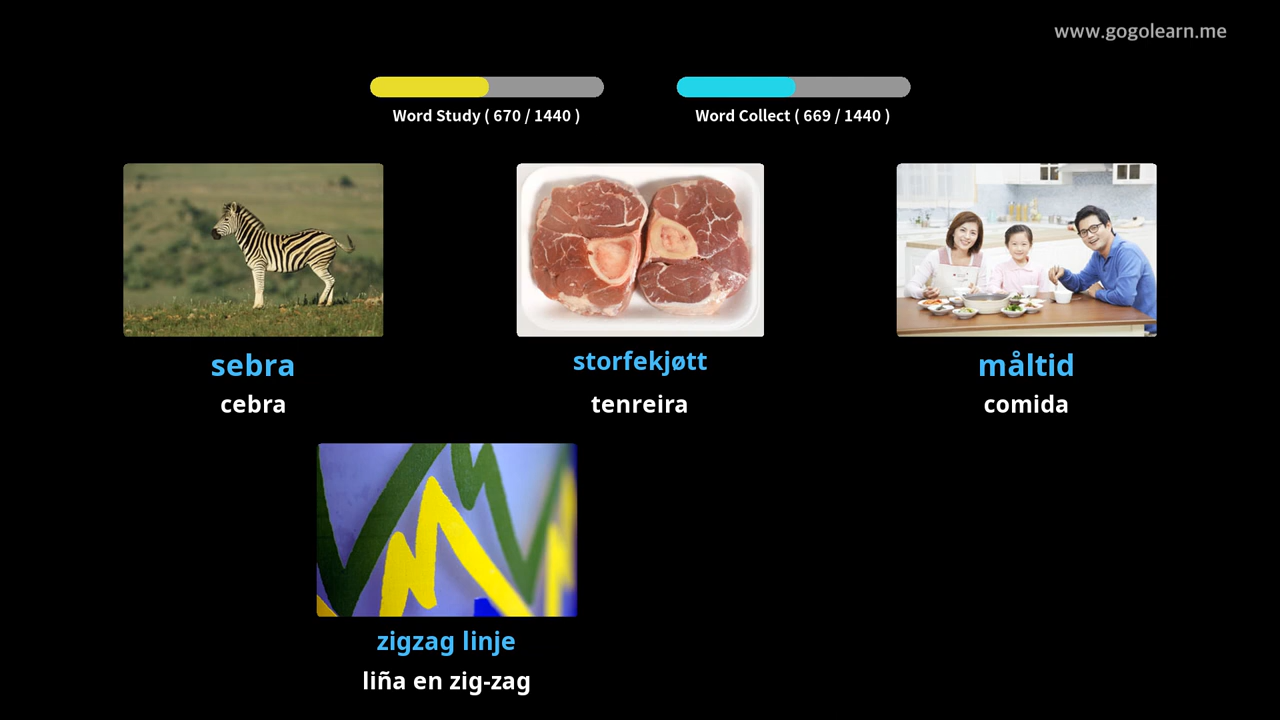 www.gogolearn.me
Word Study ( 670 / 1440 )
Word Collect ( 669 / 1440 )
sebra
cebra
storfekjøtt
tenreira
måltid
comida
zigzag linje
liña en zig-zag